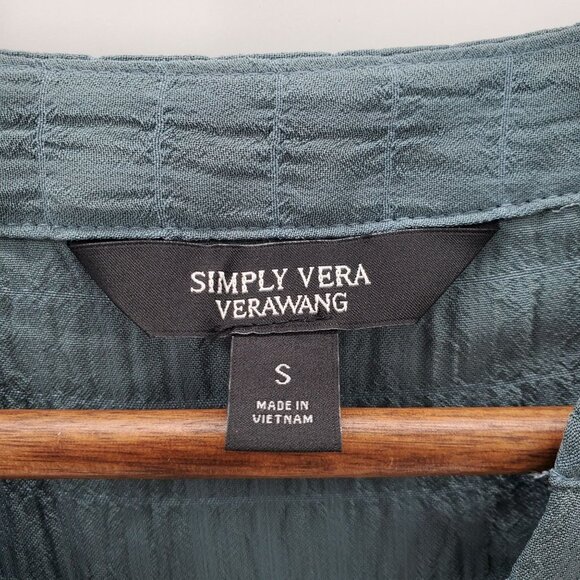 SIMPLY VERA
VERAWANG
S
MADE IN
VIETNAM